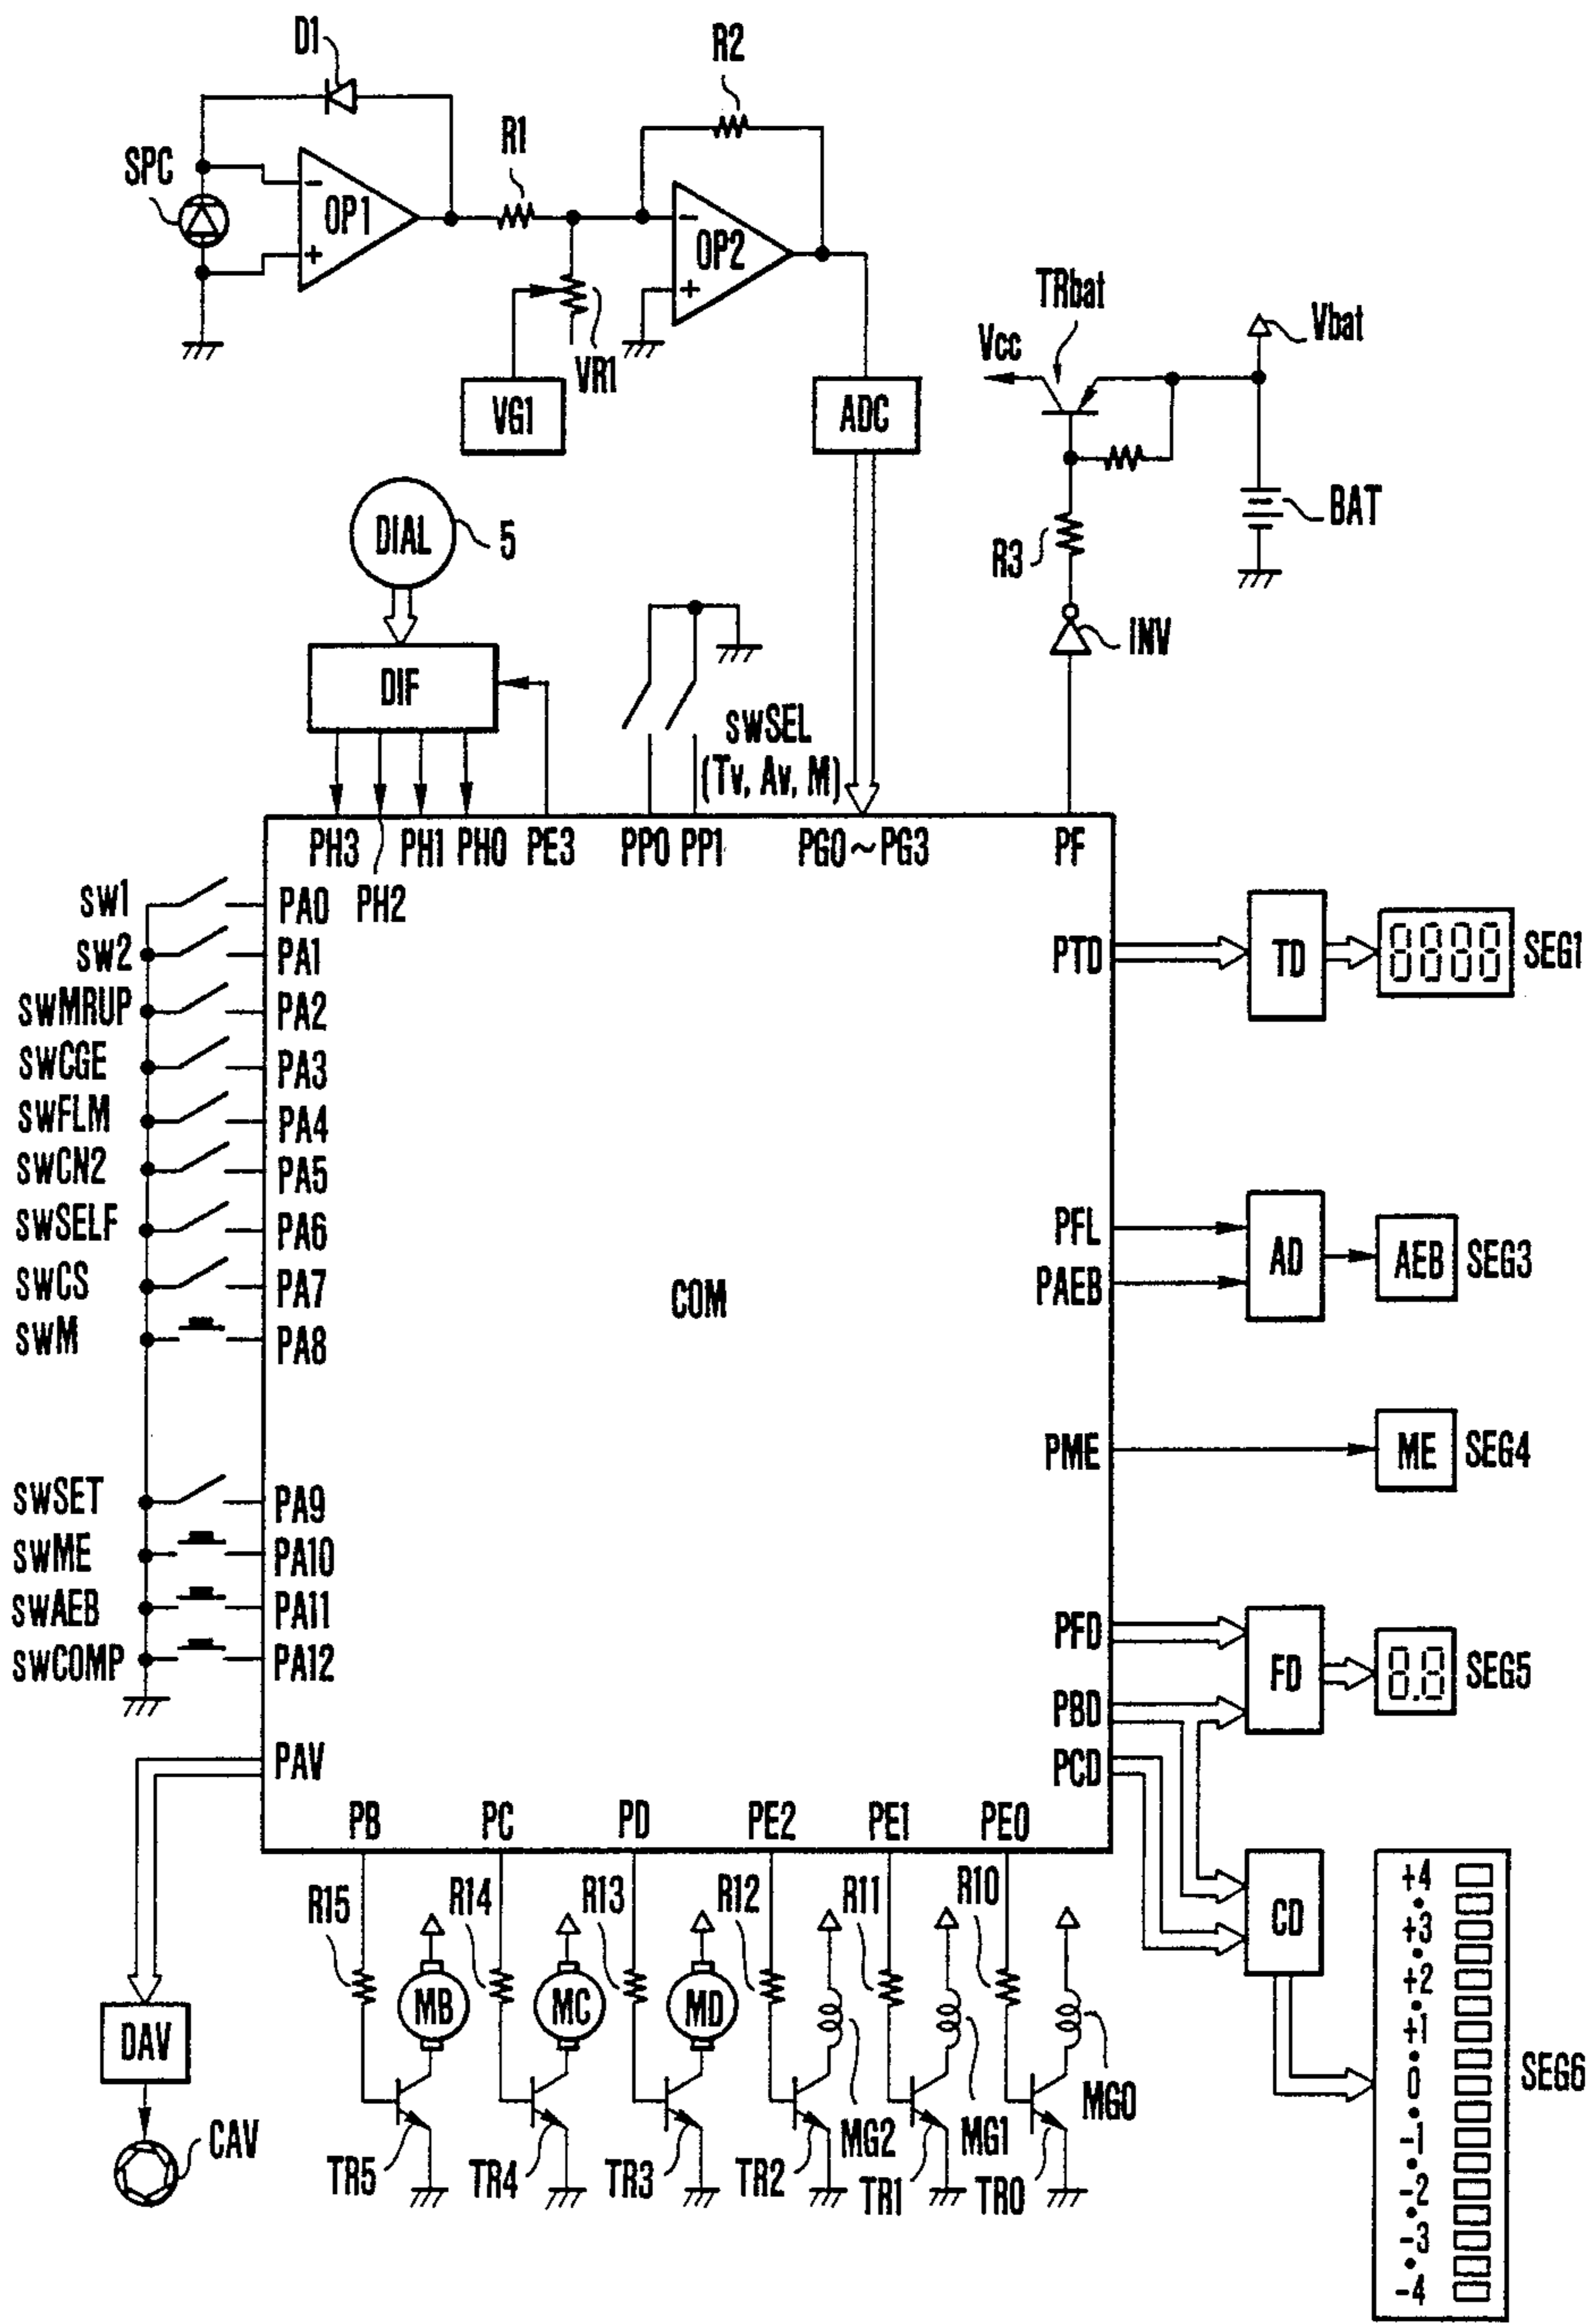 D1
R2
R1
SPC
OP1
OP2
TRbat
Vcc
Vbat
VR1
VG1
ADC
BAT
R3
DIAL
5
INV
DIF
swSEL
(Tv, Av, M)
PH3
PH1
PH0
PE3
PP0
PP1
PG0~PG3
PF
PH2
sw1
PA0
sw2
PA1
swMRUP
PA2
swCGE
PA3
swFLM
PA4
swCN2
PA5
swSELF
PA6
swCS
PA7
swM
PA8
swSET
PA9
swME
PA10
swAEB
PA11
swCOMP
PA12
PAV
COM
PTD
TD
8888
SEG1
PFL
PAEB
AD
AEB
SEG3
PME
ME
SEG4
PFD
PBD
FD
8.8
SEG5
PCD
PB
PC
PD
PE2
PE1
PE0
R15
R14
R13
R12
R11
R10
MB
MC
MD
MG2
MG1
MG0
TR5
TR4
TR3
TR2
TR1
TR0
DAV
CAV
CD
+4
+3
+2
+1
0
-1
-2
-3
-4
SEG6